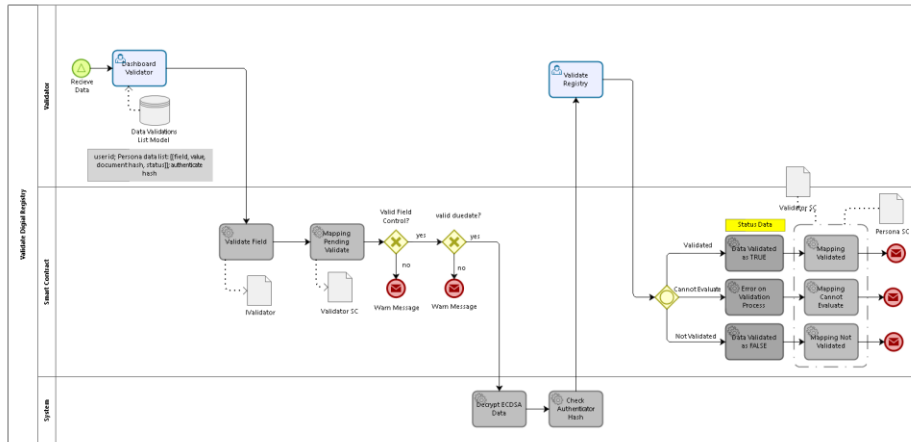 Validate Digial Registry
Validator
Recieve
Data
Dashboard
Validator
Data Validations
List Model
userid; Persona data list: [[field, value,
document hash, status]]; authenticate
hash
Validate
Registry
Smart Contract
Validate Field
IValidator
Mapping
Pending
Validate
Validator SC
Valid Field
Control?
yes
no
Warn Message
valid duedate?
yes
no
Warn Message
Validator SC
Persona SC
Status Data
Validated
Data Validated
as TRUE
Mapping
Validated
Cannot Evaluate
Error on
Validation
Process
Mapping
Cannot
Evaluate
Not Validated
Data Validated
as FALSE
Mapping Not
Validated
System
Decrypt ECDSA
Data
Check
Authenticator
Hash